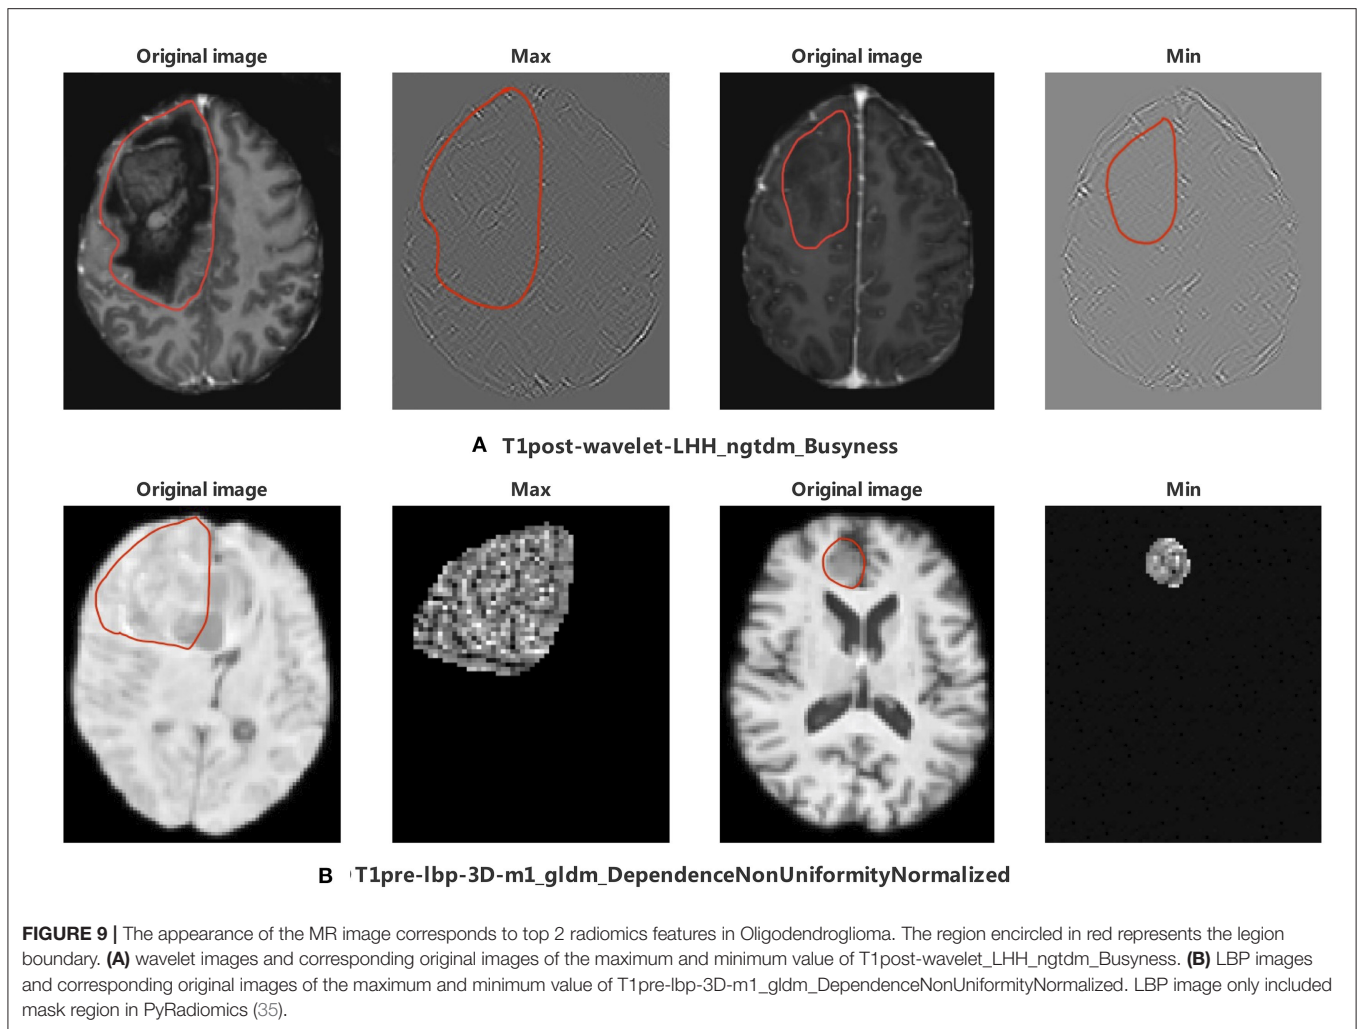 Original image Max Original image Min
A T1post-wavelet-LHH_ngtdm_Busyness
Original image Max Original image Min
B T1pre-lbp-3D-m1_gldm_DependenceNonUniformityNormalized
FIGURE 9 | The appearance of the MR image corresponds to top 2 radiomics features in Oligodendroglioma. The region encircled in red represents the legion
boundary. (A) wavelet images and corresponding original images of the maximum and minimum value of T1post-wavelet_LHH_ngtdm_Busyness. (B) LBP images
and corresponding original images of the maximum and minimum value of T1pre-lbp-3D-m1_gldm_DependenceNonUniformityNormalized. LBP image only included
mask region in PyRadiomics (35).